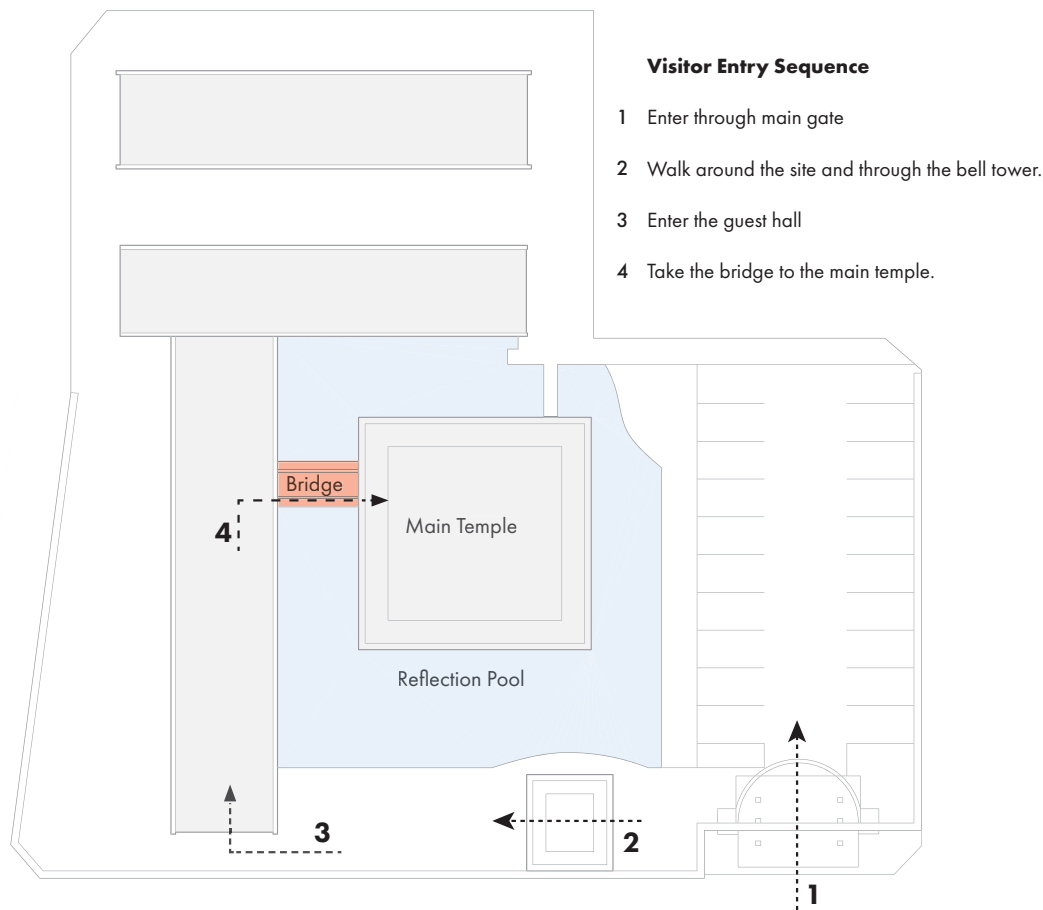 Visitor Entry Sequence
1 Enter through main gate
2 Walk around the site and through the bell tower.
3 Enter the guest hall
4 Take the bridge to the main temple.
Bridge
4
Main Temple
Reflection Pool
3
2
1